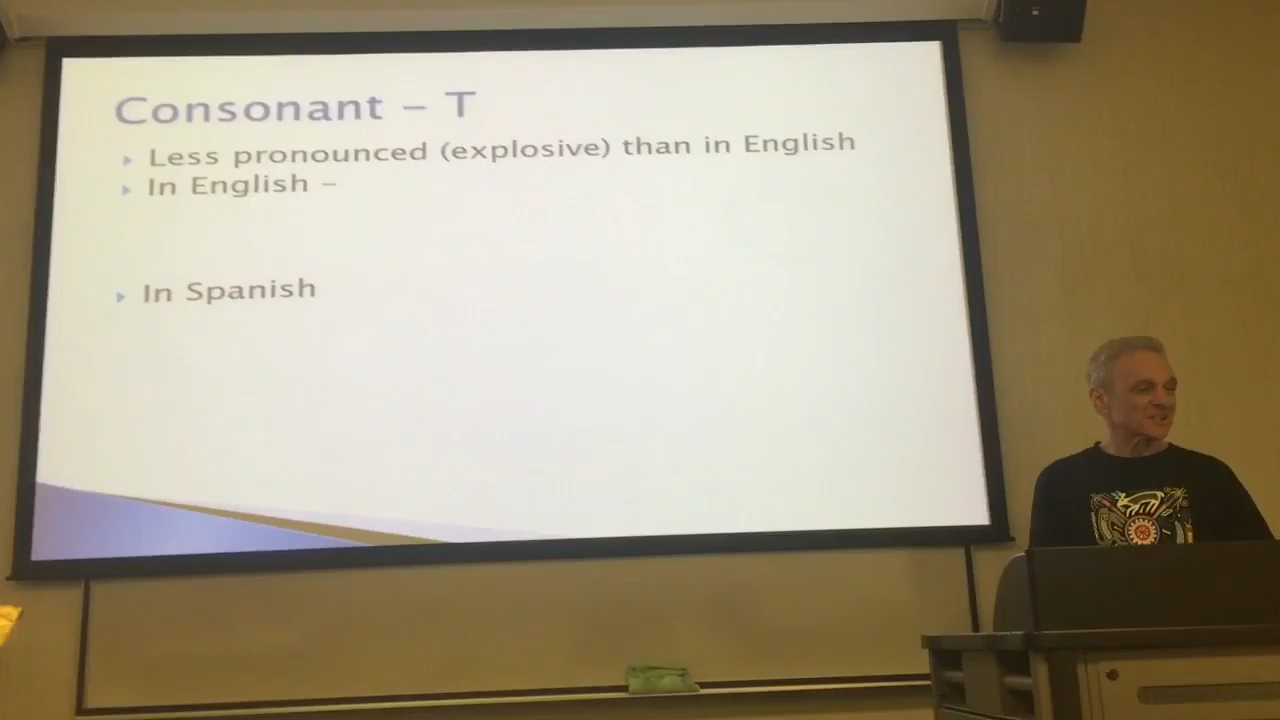 Consonant – T
Less pronounced (explosive) than in English
In English –
In Spanish